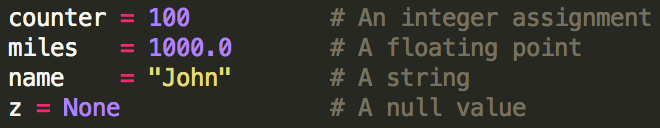 counter = 100          # An integer assignment
miles   = 1000.0       # A floating point
name    = "John"       # A string
z = None               # A null value